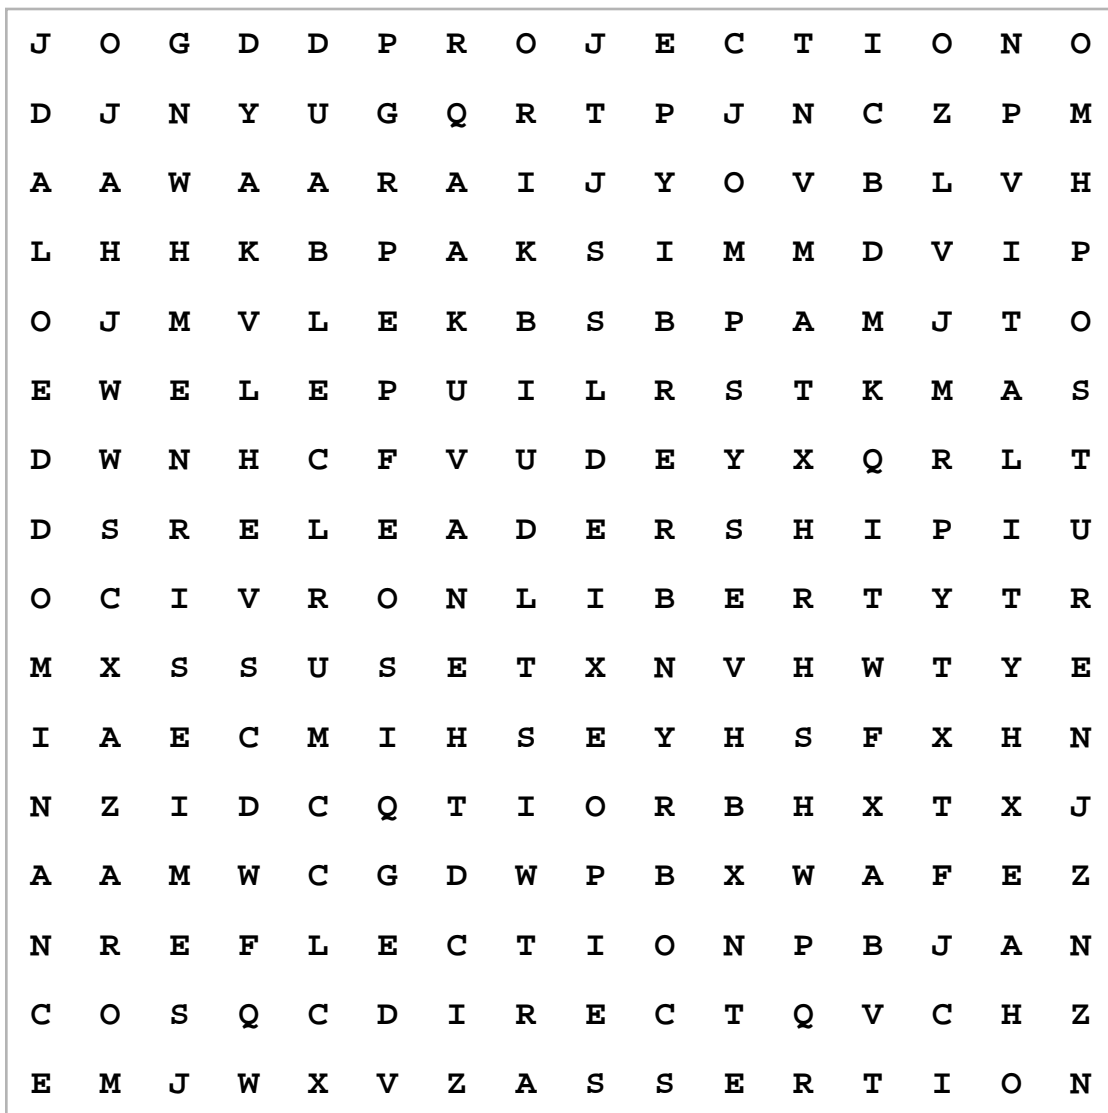 J O G D D P R O J E C T I O N O
D J N Y U G Q R T P J N C Z P M
A A W A A R A I J Y O V B L V H
L H H K B P A K S I M M D V I P
O J M V L E K B S B P A M J T O
E W E L E P U I L R S T K M A S
D W N H C F V U D E Y X Q R L T
D S R E L E A D E R S H I P I U
O C I V R O N L I B E R T Y T R
M X S S U S E T X N V H W T Y E
I A E C M I H S E Y H S F X H N
N Z I D C Q T I O R B H X T X J
A A M W C G D W P B X W A F E Z
N R E F L E C T I O N P B J A N
C O S Q C D I R E C T Q V C H Z
E M J W X V Z A S S E R T I O N